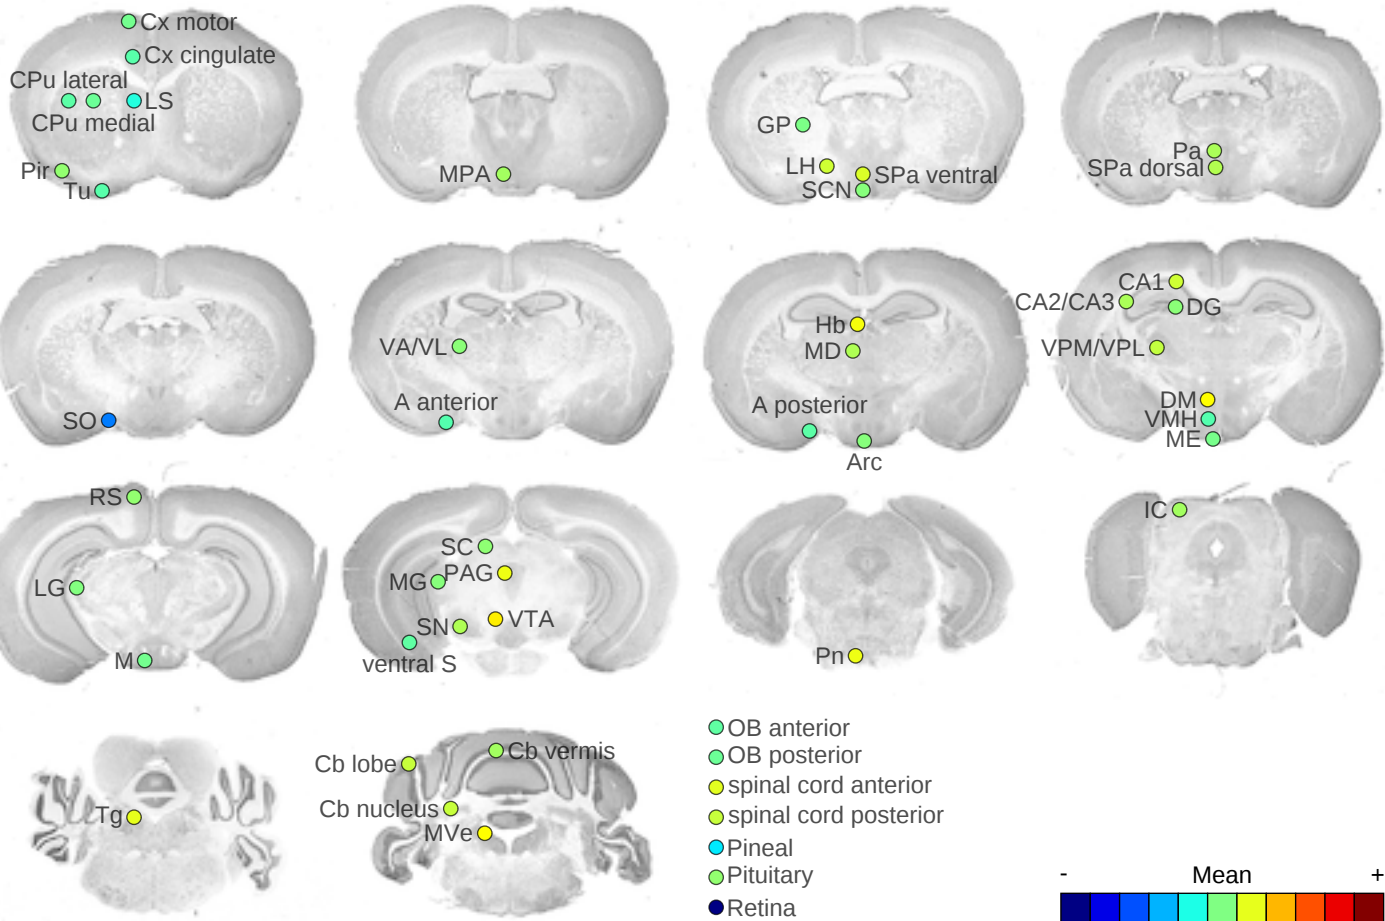 Cx motor
Cx cingulate
CPu lateral
LS
CPu medial
Pir
Tu
MPA
GP
LH
SPa ventral
SCN
Pa
SPa dorsal
SO
VA/VL
A anterior
Hb
MD
A posterior
Arc
CA1
CA2/CA3
DG
VPM/VPL
DM
VMH
ME
RS
LG
M
SC
PAG
MG
VTA
SN
ventral S
Pn
IC
Tg
Cb vermis
Cb lobe
Cb nucleus
MVe
OB anterior
OB posterior
spinal cord anterior
spinal cord posterior
Pineal
Pituitary
Retina
- Mean +